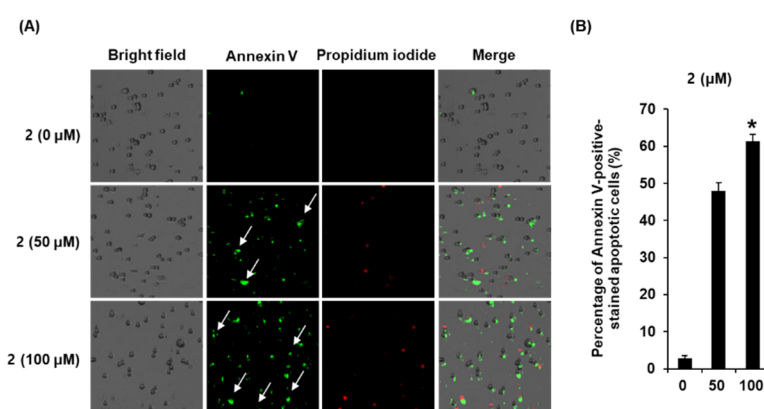 (A)
Bright field Annexin V Propidium iodide Merge
2 (0 μM)
2 (50 μM)
2 (100 μM)
(B)
2 (μM)
Percentage of Annexin V-positive-
stained apoptotic cells (%)
70
60
50
40
30
20
10
0
*
0 50 100